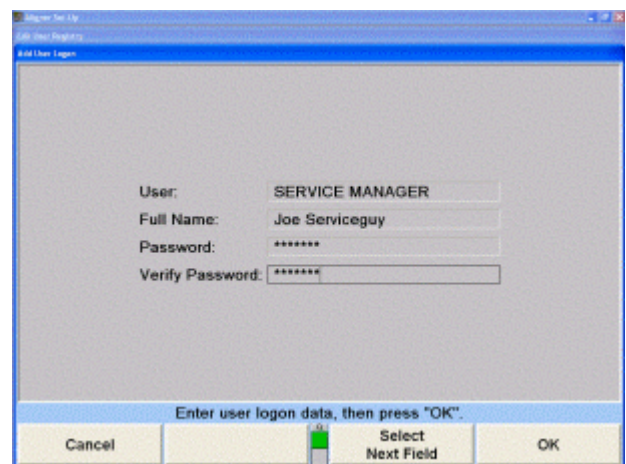 Aligner Set-Up
Edit User Registry
Add User Logon
User: SERVICE MANAGER
Full Name: Joe Serviceguy
Password: *******
Verify Password: *******
Enter user logon data, then press "OK".
Cancel
Select
Next Field
OK